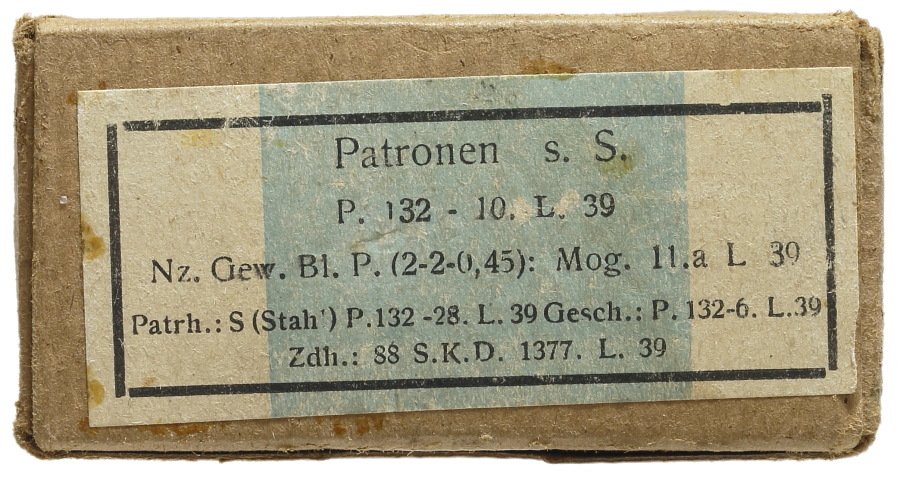 Patronen s. S.
P. 132 - 10. L. 39
Nz. Gew. Bl. P. (2-2-0,45): Mog. 11.a L 39
Patrh.: S (Stah') P.132 -28. L. 39 Gesch.: P. 132-6. L.39
Zdh.: 88 S.K.D. 1377. L. 39